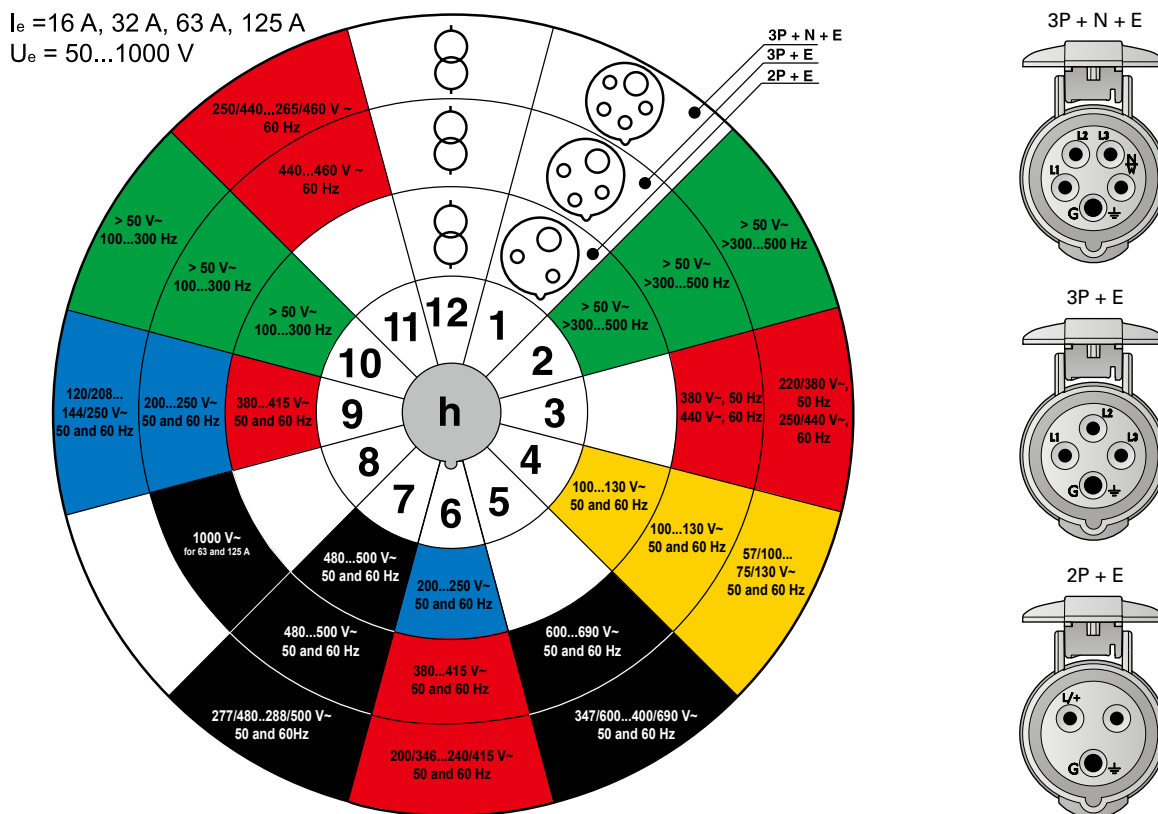 Ie =16 A, 32 A, 63 A, 125 A
Ue = 50...1000 V
3P + N + E
3P + E
2P + E
250/440...265/460 V ~
60 Hz
440...460 V ~
60 Hz
> 50 V~
100...300 Hz
> 50 V~
100...300 Hz
> 50 V~
100...300 Hz
> 50 V~
>300...500 Hz
> 50 V~
>300...500 Hz
> 50 V~
>300...500 Hz
12
1
2
3
4
5
6
7
8
9
10
11
h
120/208...
144/250 V~
50 and 60 Hz
200...250 V~
50 and 60 Hz
380...415 V~
50 and 60 Hz
380 V~, 50 Hz
440 V~, 60 Hz
220/380 V~,
50 Hz
250/440 V~,
60 Hz
100...130 V~
50 and 60 Hz
100...130 V~
50 and 60 Hz
57/100...
75/130 V~
50 and 60 Hz
1000 V~
for 63 and 125 A
480...500 V~
50 and 60 Hz
480...500 V~
50 and 60 Hz
277/480..288/500 V~
50 and 60Hz
200...250 V~
50 and 60 Hz
380...415 V~
50 and 60 Hz
200/346...240/415 V~
50 and 60 Hz
600...690 V~
50 and 60 Hz
347/600...400/690 V~
50 and 60 Hz
3P + N + E
L2 L3
L1 N
W
G
3P + E
L2
L1 L3
G
2P + E
L/+
G